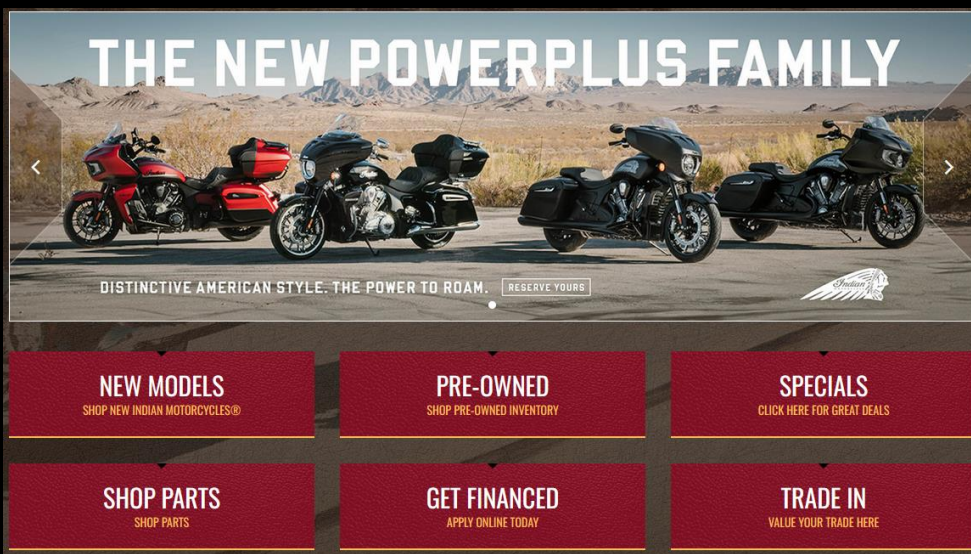 THE NEW POWERPLUS FAMILY
DISTINCTIVE AMERICAN STYLE. THE POWER TO ROAM.
RESERVE YOURS
Indian
NEW MODELS
SHOP NEW INDIAN MOTORCYCLES®
PRE-OWNED
SHOP PRE-OWNED INVENTORY
SPECIALS
CLICK HERE FOR GREAT DEALS
SHOP PARTS
SHOP PARTS
GET FINANCED
APPLY ONLINE TODAY
TRADE IN
VALUE YOUR TRADE HERE